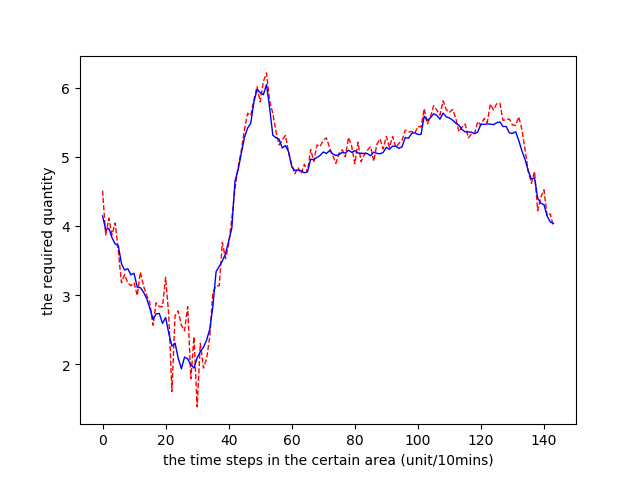 6
5
4
3
2
the required quantity
0 20 40 60 80 100 120 140
the time steps in the certain area (unit/10mins)